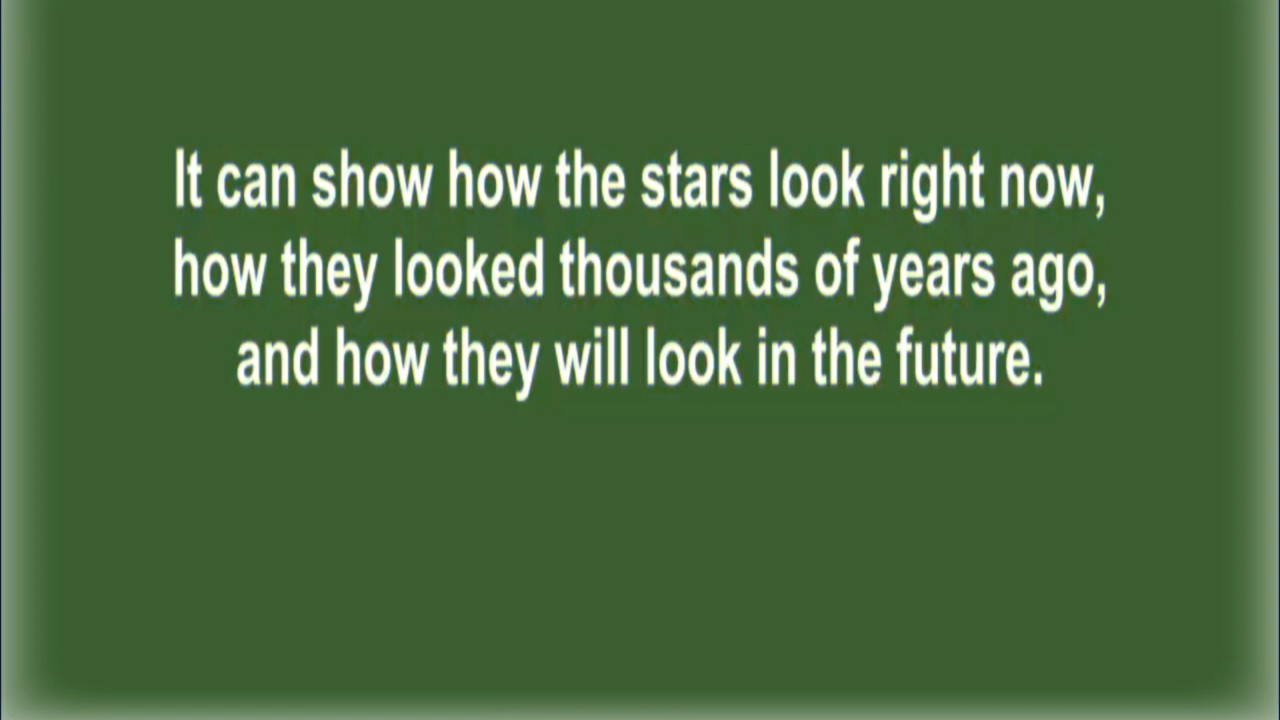 It can show how the stars look right now,
how they looked thousands of years ago,
and how they will look in the future.